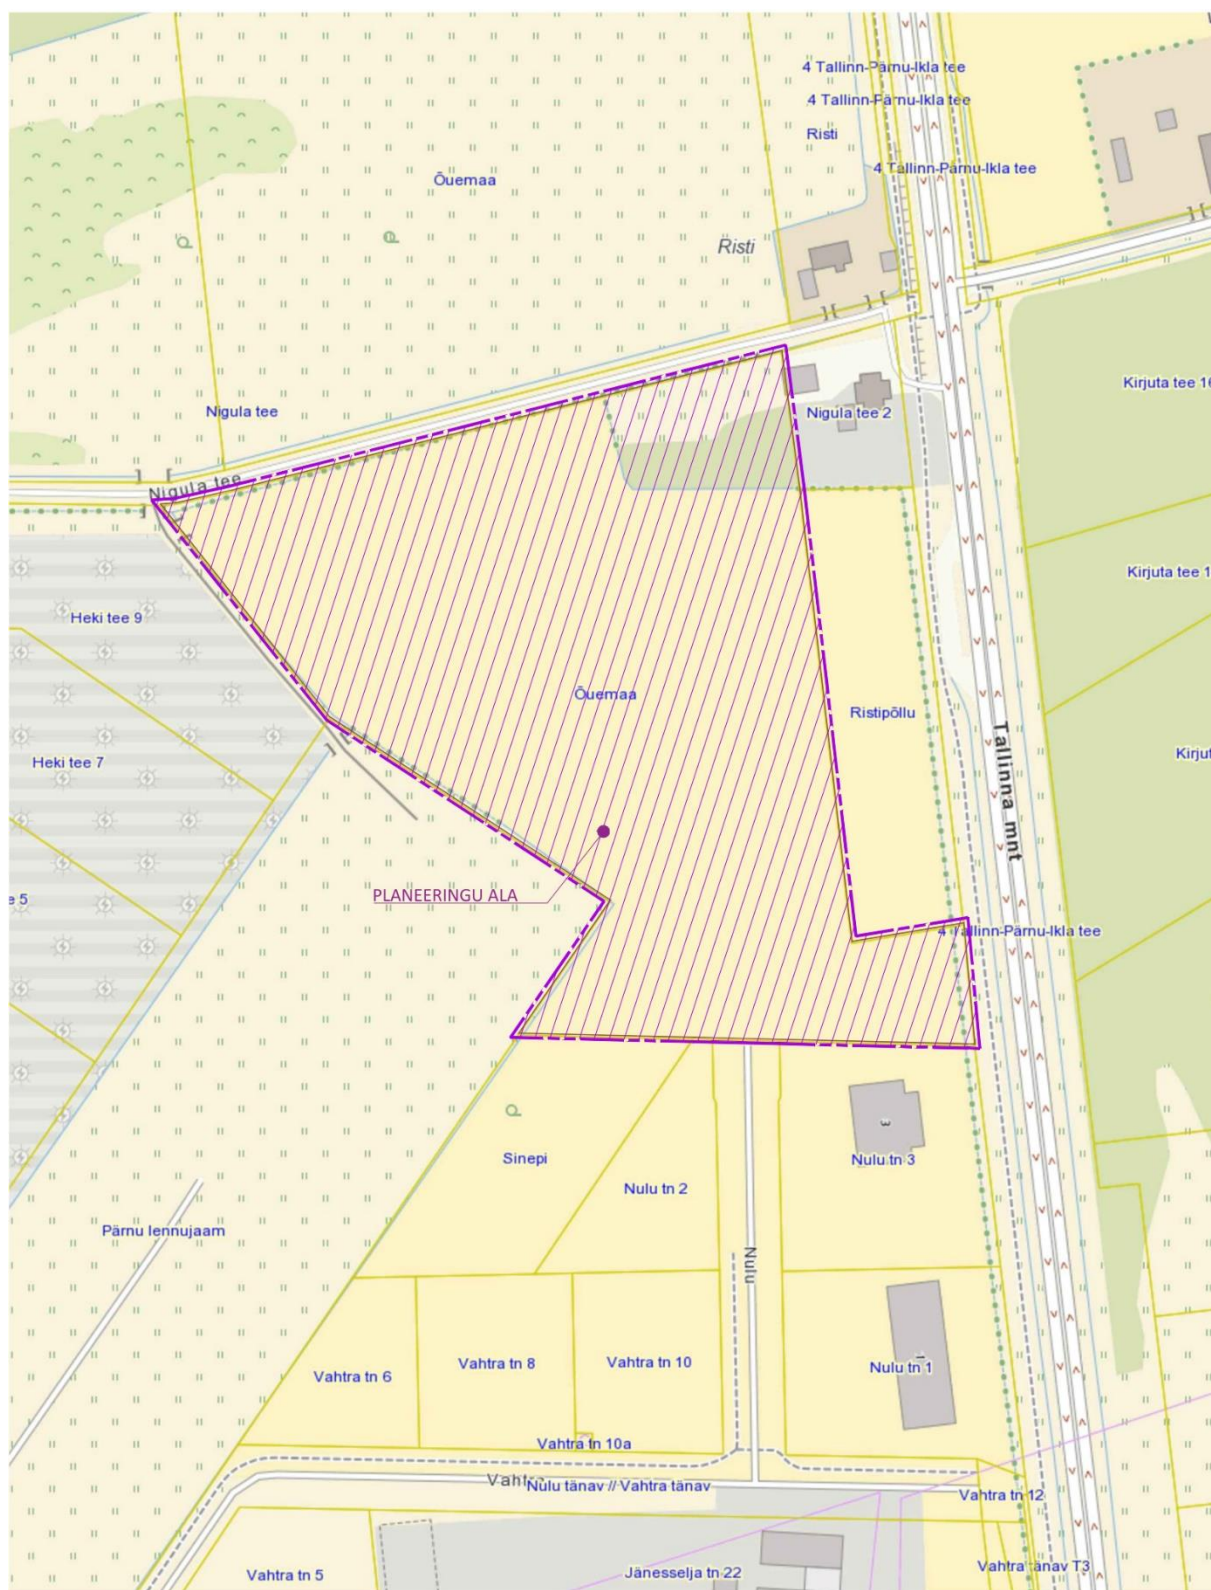 4 Tallinn-Pärnu-Ikla tee
4 Tallinn-Pärnu-Ikla tee
Risti
4 Tallinn-Pärnu-Ikla tee
Õuemaa
Risti
Kirjuta tee
Nigula tee
Nigula tee 2
Nigula tee
Kirjuta tee
Heki tee 9
Õuemaa
Ristipõllu
Heki tee 7
Tallinna mnt
PLANEERINGU ALA
4 Tallinn-Pärnu-Ikla tee
3
Sinepi
Nulu tn 3
Nulu tn 2
Pärnu lennujaam
Nulu
Vahtra tn 8
Vahtra tn 10
Nulu tn 1
1
Vahtra tn 6
Vahtra tn 10a
Vahtra
Nulu tänav // Vahtra tänav
Vahtra tn 12
Vahtra tänav T3
Vahtra tn 5
Jänesselja tn 22